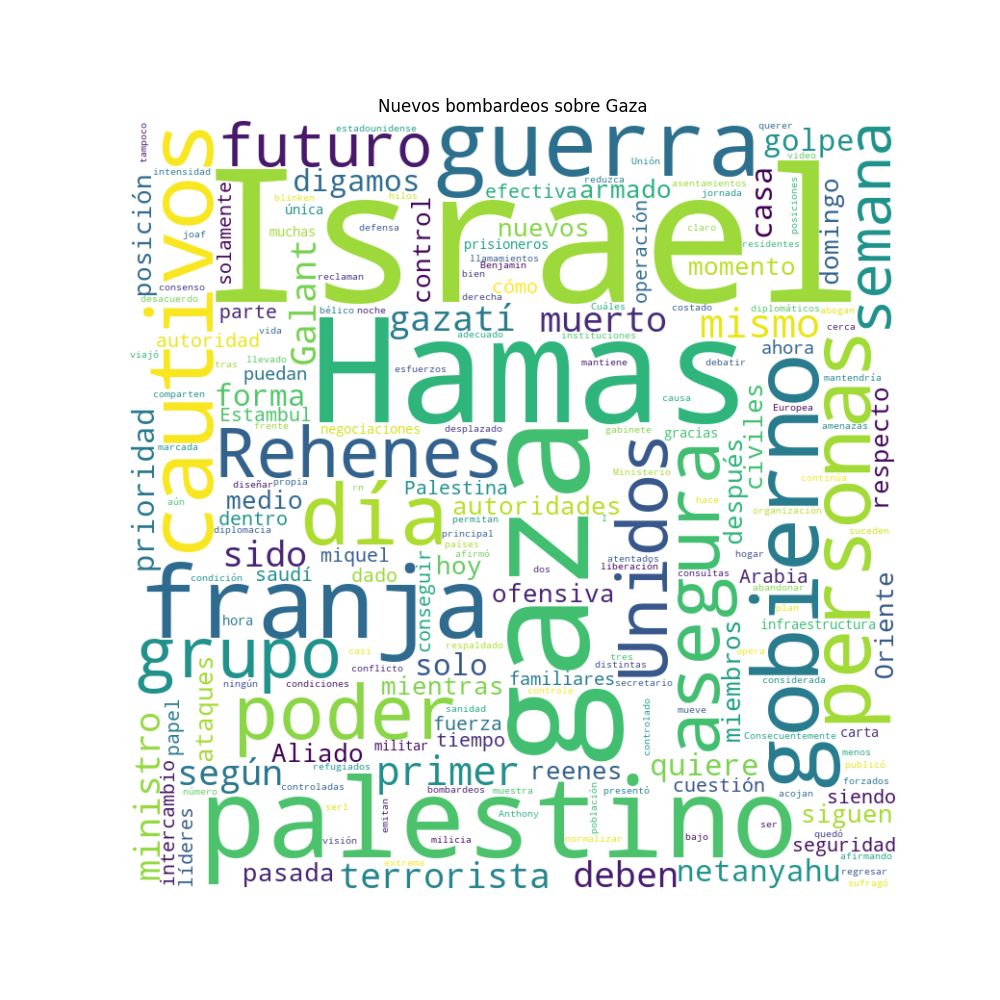 Nuevos bombardeos sobre Gaza
tampoco
estadounidense
querer
futuro
guerra
golpe
semana
cautivos
intensidad
digamos
Unión
reduzca
video
efectiva
armado
asentamientos
jornada
Israel
posición
solamente
blinken
hilos
única
casa
domingo
posiciones
joaf
muchas
defensa
control
nuevos
claro
operación
consenso
prisioneros
residentes
Galant
llamamientos
Benjamin
momento
desacuerdo
reclaman
bien
cómo
derecha
costado
diplomáticos
abogan
parte
bélico
noche
gazatí
muerto
Cuáles
mismo
cerca
autoridad
vida
adecuado
instituciones
ahora
viajó
tras
llevado
Hamas
mantiene
debatir
puedan
esfuerzos
mantendría
comparten
forma
causa
Europea
respecto
Estambul
gobierno
personas
prioridad
frente
negociaciones
desplazado
gabinete
gracias
amenazas
civiles
marcada
Rehenes
gaza
Unidos
asegura
después
diseñar
propia
Ministerio
hace
continua
aún
rn
Palestina
medio
día
autoridades
organización
dentro
permitan
1
suceden
diplomacia
principal
sido
miquel
países
afirmó
atentados
hogar
conseguir
hoy
liberación
consultas
condición
saudí
dado
dos
Arabia
abandonar
franja
ofensiva
plan
Oriente
hora
respaldado
miembros
infraestructura
grupo
casi
tres
opera
ataques
conflicto
solo
distintas
ningún
condiciones
mientras
familiares
secretario
considerada
controle
papel
poder
sanidad
mueve
ministro
fuerza
controlado
Consecuentemente
carta
Aliado
militar
tiempo
menos
intercambio
según
refugiados
primer
reenes
quiere
publicó
bombardeos
cuestión
forzados
líderes
número
controladas
muestra
presentó
acojan
siendo
palestino
serl
emitan
Anthony
población
siguen
visión
milicia
normalizar
bajo
ser
quedó
seguridad
extrema
afirmando
pasada
terrorista
deben
netanyahu
regresar
sufragó